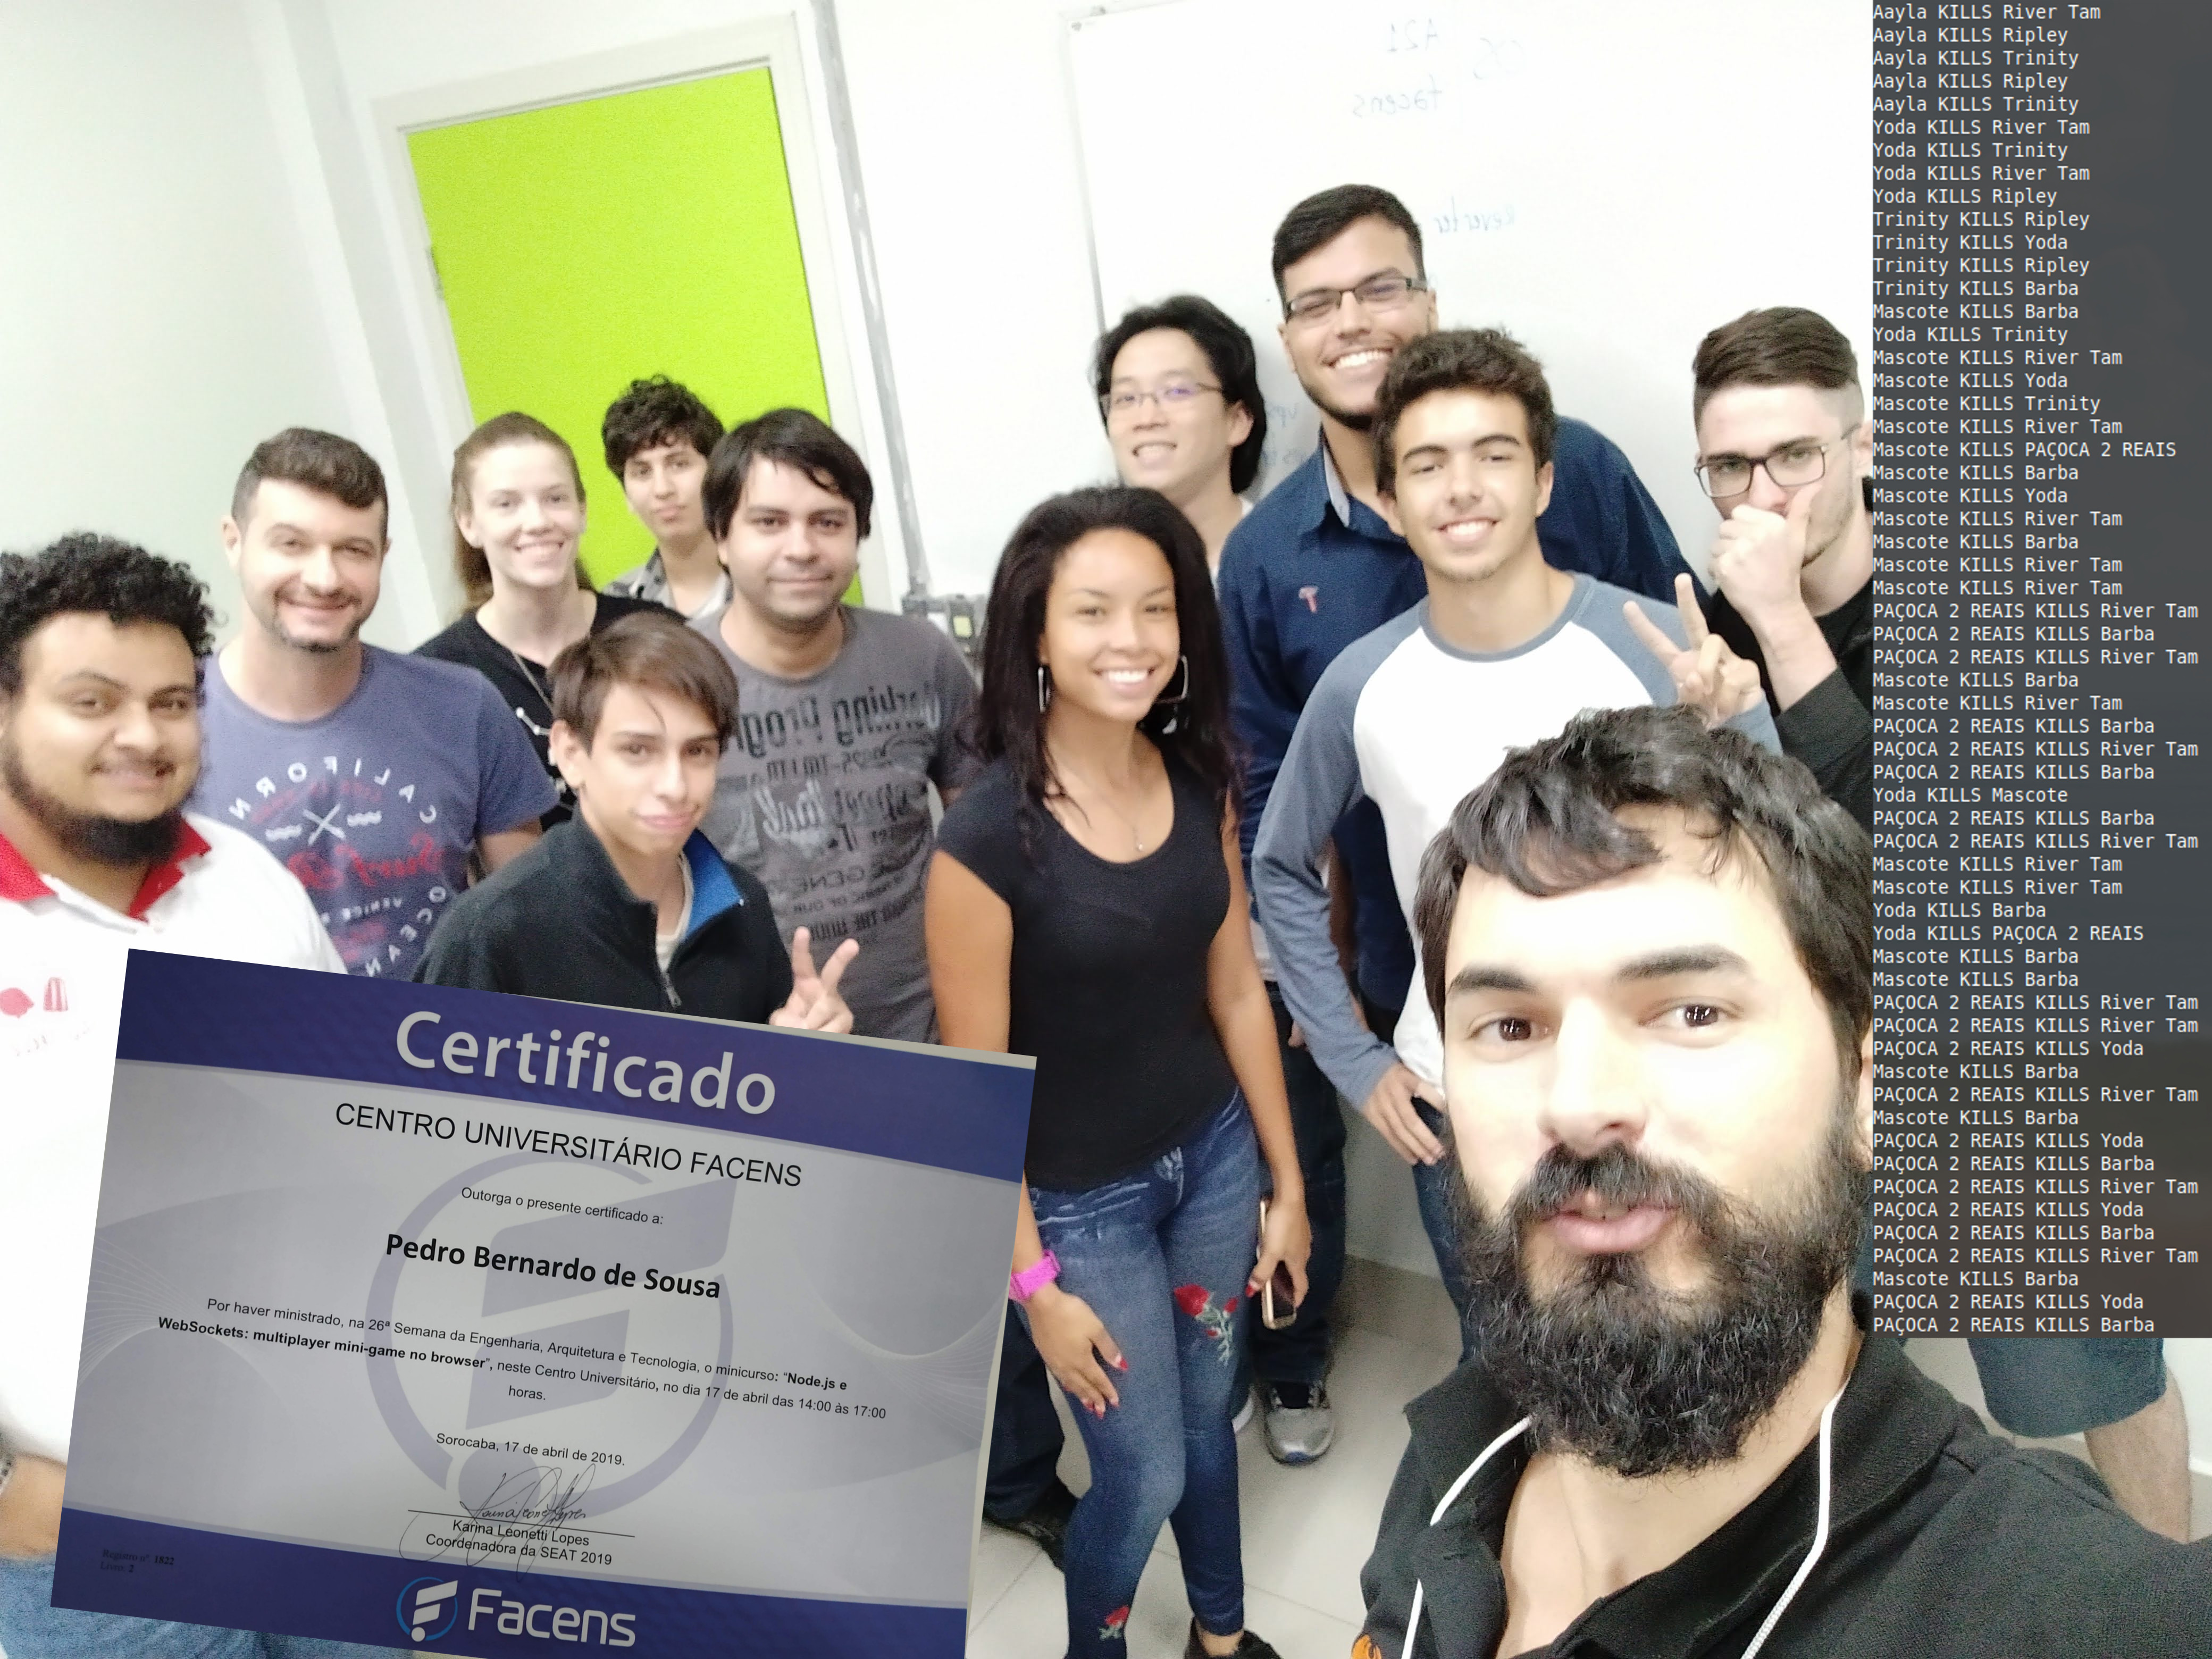 A21
facens
Reverter
CALIFORN
OCEAN
VENICE
Certificado
CENTRO UNIVERSITÁRIO FACENS
Outorga o presente certificado a:
Pedro Bernardo de Sousa
Por haver ministrado, na 26ª Semana da Engenharia, Arquitetura e Tecnologia, o minicurso: "Node.js e
WebSockets: multiplayer mini-game no browser", neste Centro Universitário, no dia 17 de abril das 14:00 às 17:00
horas.
Sorocaba, 17 de abril de 2019.
Karina Leonetti Lopes
Coordenadora da SEAT 2019
Registro nº. 1822
Livro: 2
Facens
Aayla KILLS River Tam
Aayla KILLS Ripley
Aayla KILLS Trinity
Aayla KILLS Ripley
Aayla KILLS Trinity
Yoda KILLS River Tam
Yoda KILLS Trinity
Yoda KILLS River Tam
Yoda KILLS Ripley
Trinity KILLS Ripley
Trinity KILLS Yoda
Trinity KILLS Ripley
Trinity KILLS Barba
Mascote KILLS Barba
Yoda KILLS Trinity
Mascote KILLS River Tam
Mascote KILLS Yoda
Mascote KILLS Trinity
Mascote KILLS River Tam
Mascote KILLS PAÇOCA 2 REAIS
Mascote KILLS Barba
Mascote KILLS Yoda
Mascote KILLS River Tam
Mascote KILLS Barba
Mascote KILLS River Tam
Mascote KILLS River Tam
PAÇOCA 2 REAIS KILLS River Tam
PAÇOCA 2 REAIS KILLS Barba
PAÇOCA 2 REAIS KILLS River Tam
Mascote KILLS Barba
Mascote KILLS River Tam
PAÇOCA 2 REAIS KILLS Barba
PAÇOCA 2 REAIS KILLS River Tam
PAÇOCA 2 REAIS KILLS Barba
Yoda KILLS Mascote
PAÇOCA 2 REAIS KILLS Barba
PAÇOCA 2 REAIS KILLS River Tam
Mascote KILLS River Tam
Mascote KILLS River Tam
Yoda KILLS Barba
Yoda KILLS PAÇOCA 2 REAIS
Mascote KILLS Barba
Mascote KILLS Barba
PAÇOCA 2 REAIS KILLS River Tam
PAÇOCA 2 REAIS KILLS River Tam
PAÇOCA 2 REAIS KILLS Yoda
Mascote KILLS Barba
PAÇOCA 2 REAIS KILLS River Tam
Mascote KILLS Barba
PAÇOCA 2 REAIS KILLS Yoda
PAÇOCA 2 REAIS KILLS Barba
PAÇOCA 2 REAIS KILLS River Tam
PAÇOCA 2 REAIS KILLS Yoda
PAÇOCA 2 REAIS KILLS Barba
PAÇOCA 2 REAIS KILLS River Tam
Mascote KILLS Barba
PAÇOCA 2 REAIS KILLS Yoda
PAÇOCA 2 REAIS KILLS Barba